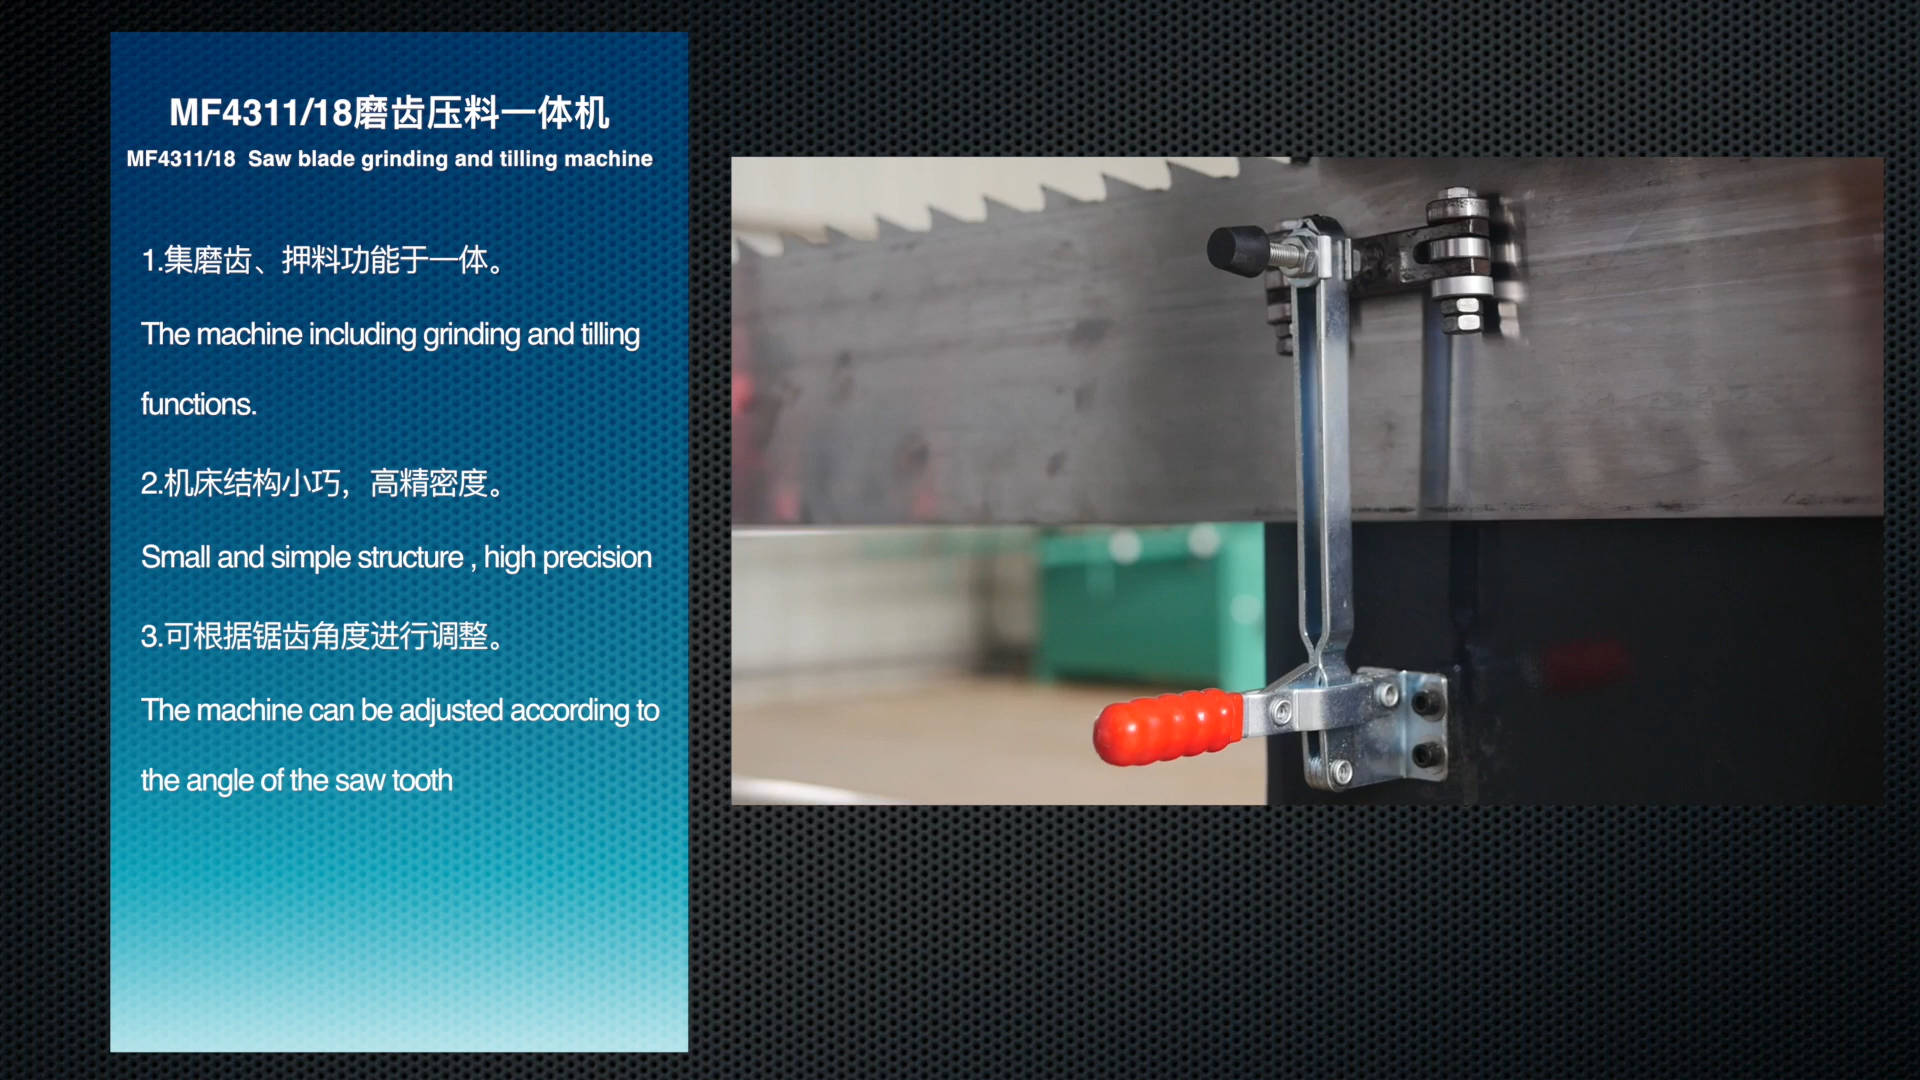 MF4311/18磨齿压料一体机
MF4311/18 Saw blade grinding and tilling machine
1.集磨齿、押料功能于一体。
The machine including grinding and tilling
functions.
2.机床结构小巧，高精密度。
Small and simple structure , high precision
3.可根据锯齿角度进行调整。
The machine can be adjusted according to
the angle of the saw tooth